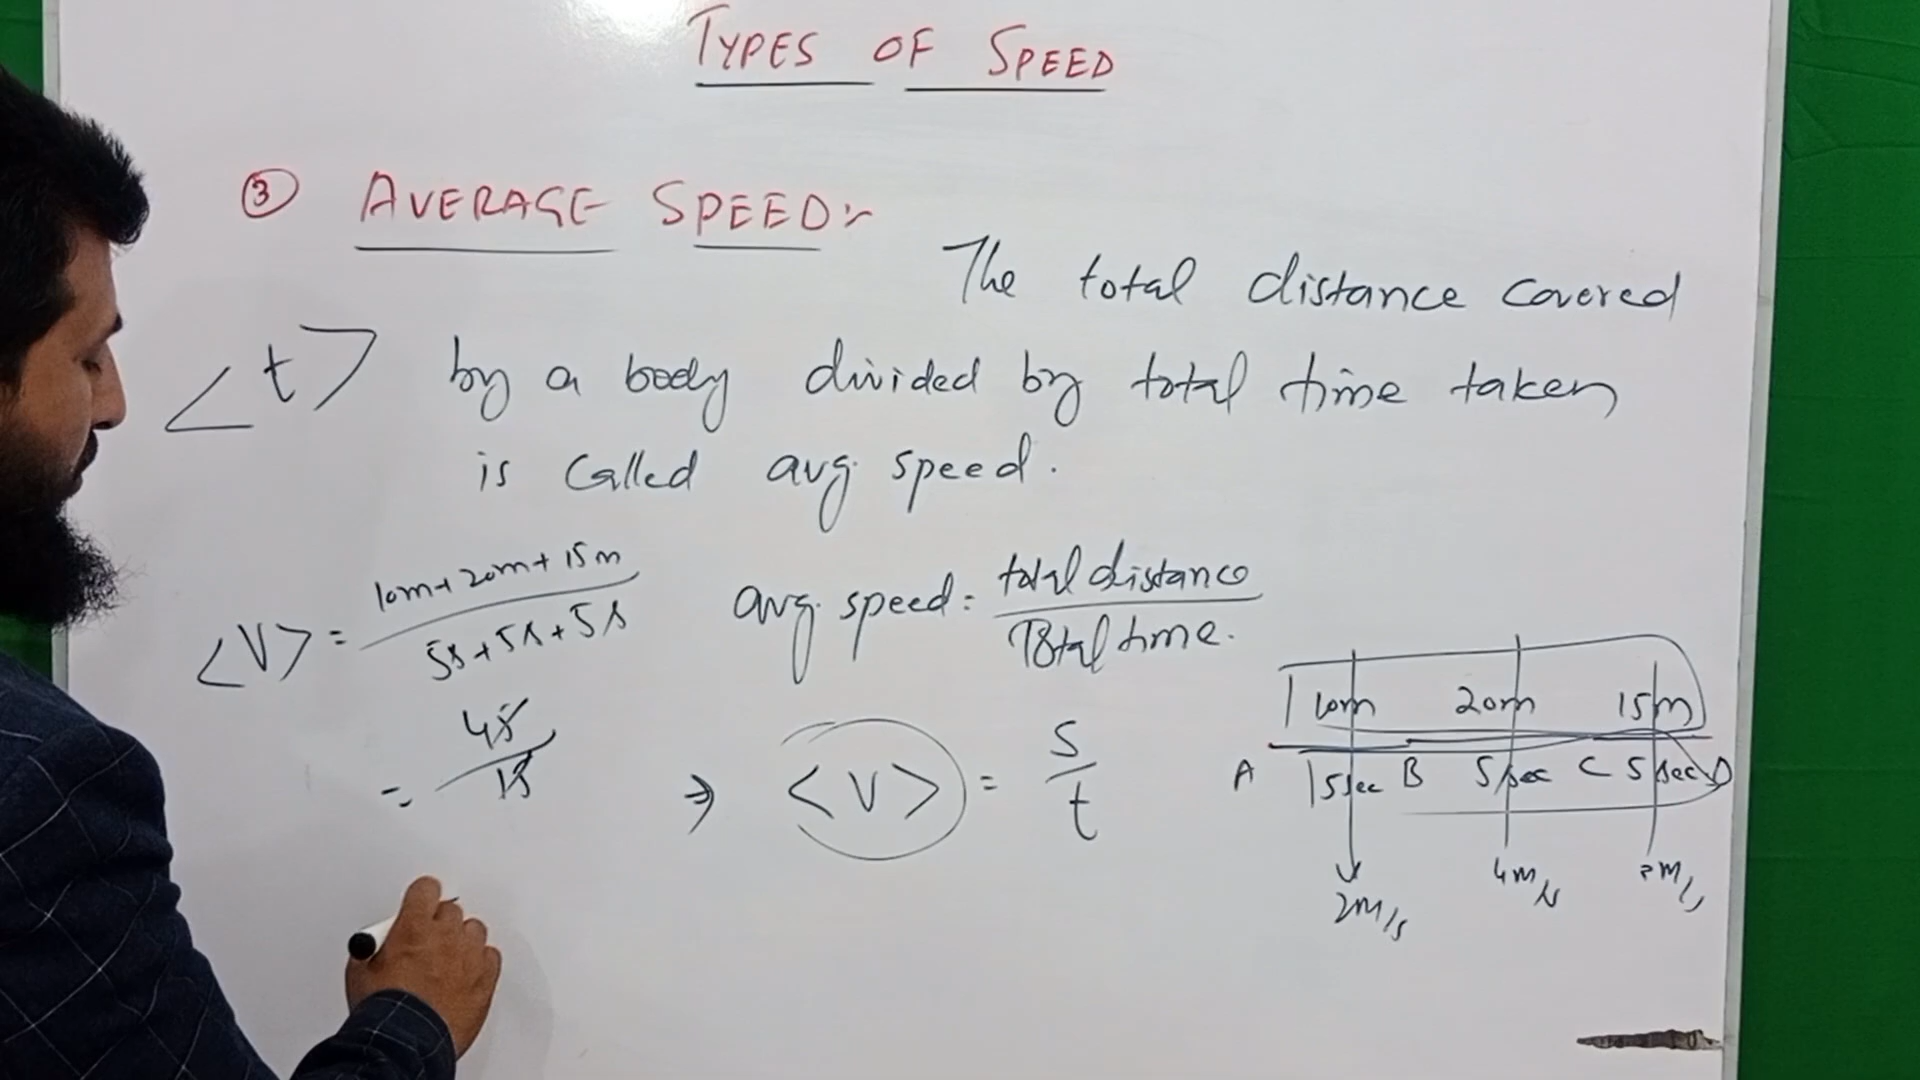 TYPES OF SPEED
③ AVERAGE SPEED:-
The total distance covered
<t> by a body divided by total time taken
is called avg. speed.
<V> = 10m+20m+15m / 5s+5s+5s
= 45 / 15
avg. speed = total distance / Total time.
⇒ <V> = S / t
10m 20m 15m
A 5sec B 5sec C 5sec D
2m/s 4m/s 3m/s